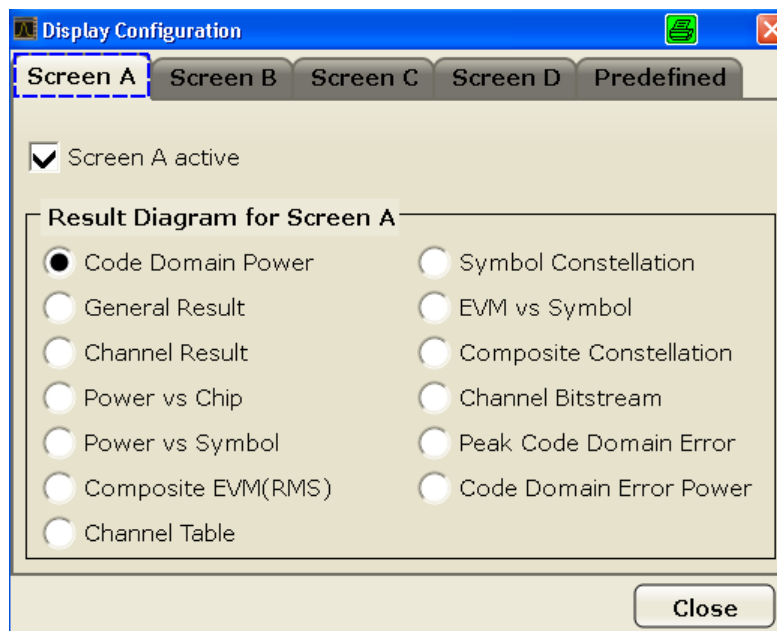 Display Configuration
Screen A Screen B Screen C Screen D Predefined
Screen A active
Result Diagram for Screen A
Code Domain Power
General Result
Channel Result
Power vs Chip
Power vs Symbol
Composite EVM(RMS)
Channel Table
Symbol Constellation
EVM vs Symbol
Composite Constellation
Channel Bitstream
Peak Code Domain Error
Code Domain Error Power
Close